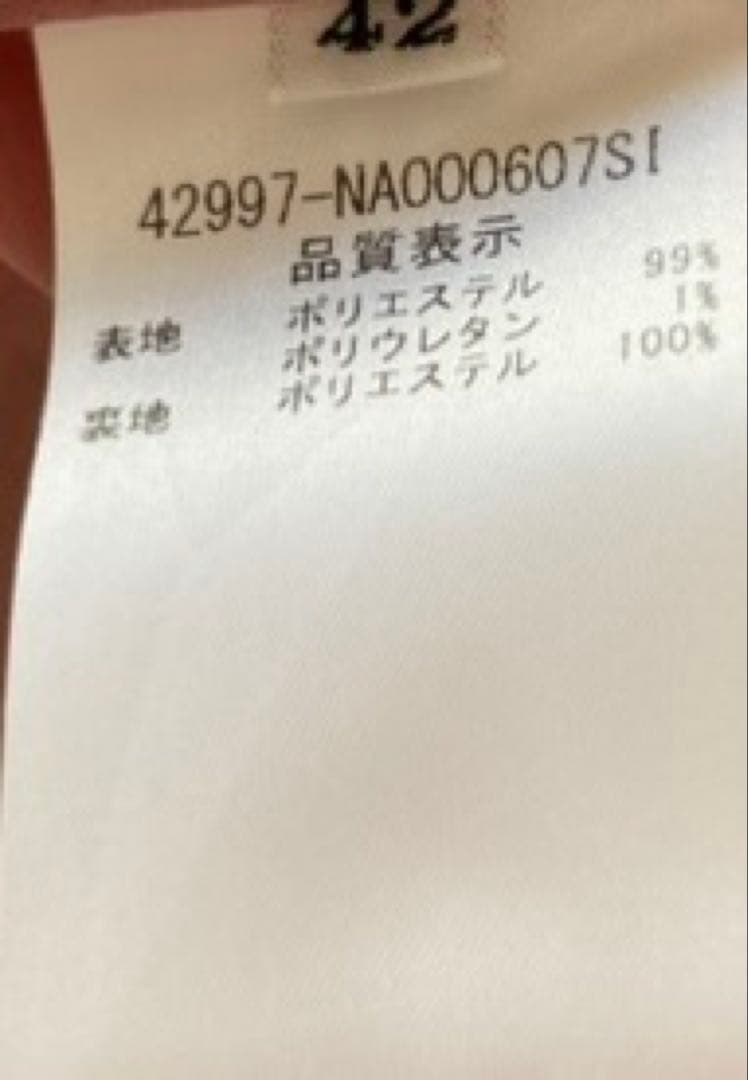 42
42997-NA000607SI
品質表示
表地 ポリエステル 99%
ポリウレタン 1%
裏地 ポリエステル 100%